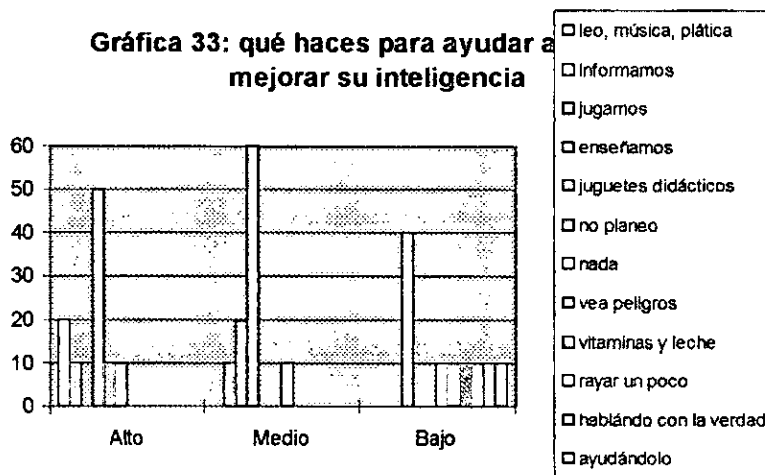 Gráfica 33: qué haces para ayudar a
mejorar su inteligencia
60
50
40
30
20
10
0
Alto
Medio
Bajo
leo, música, plática
Informamos
jugamos
enseñamos
juguetes didácticos
no planeo
nada
vea peligros
vitaminas y leche
rayar un poco
hablándo con la verdad
ayudándolo